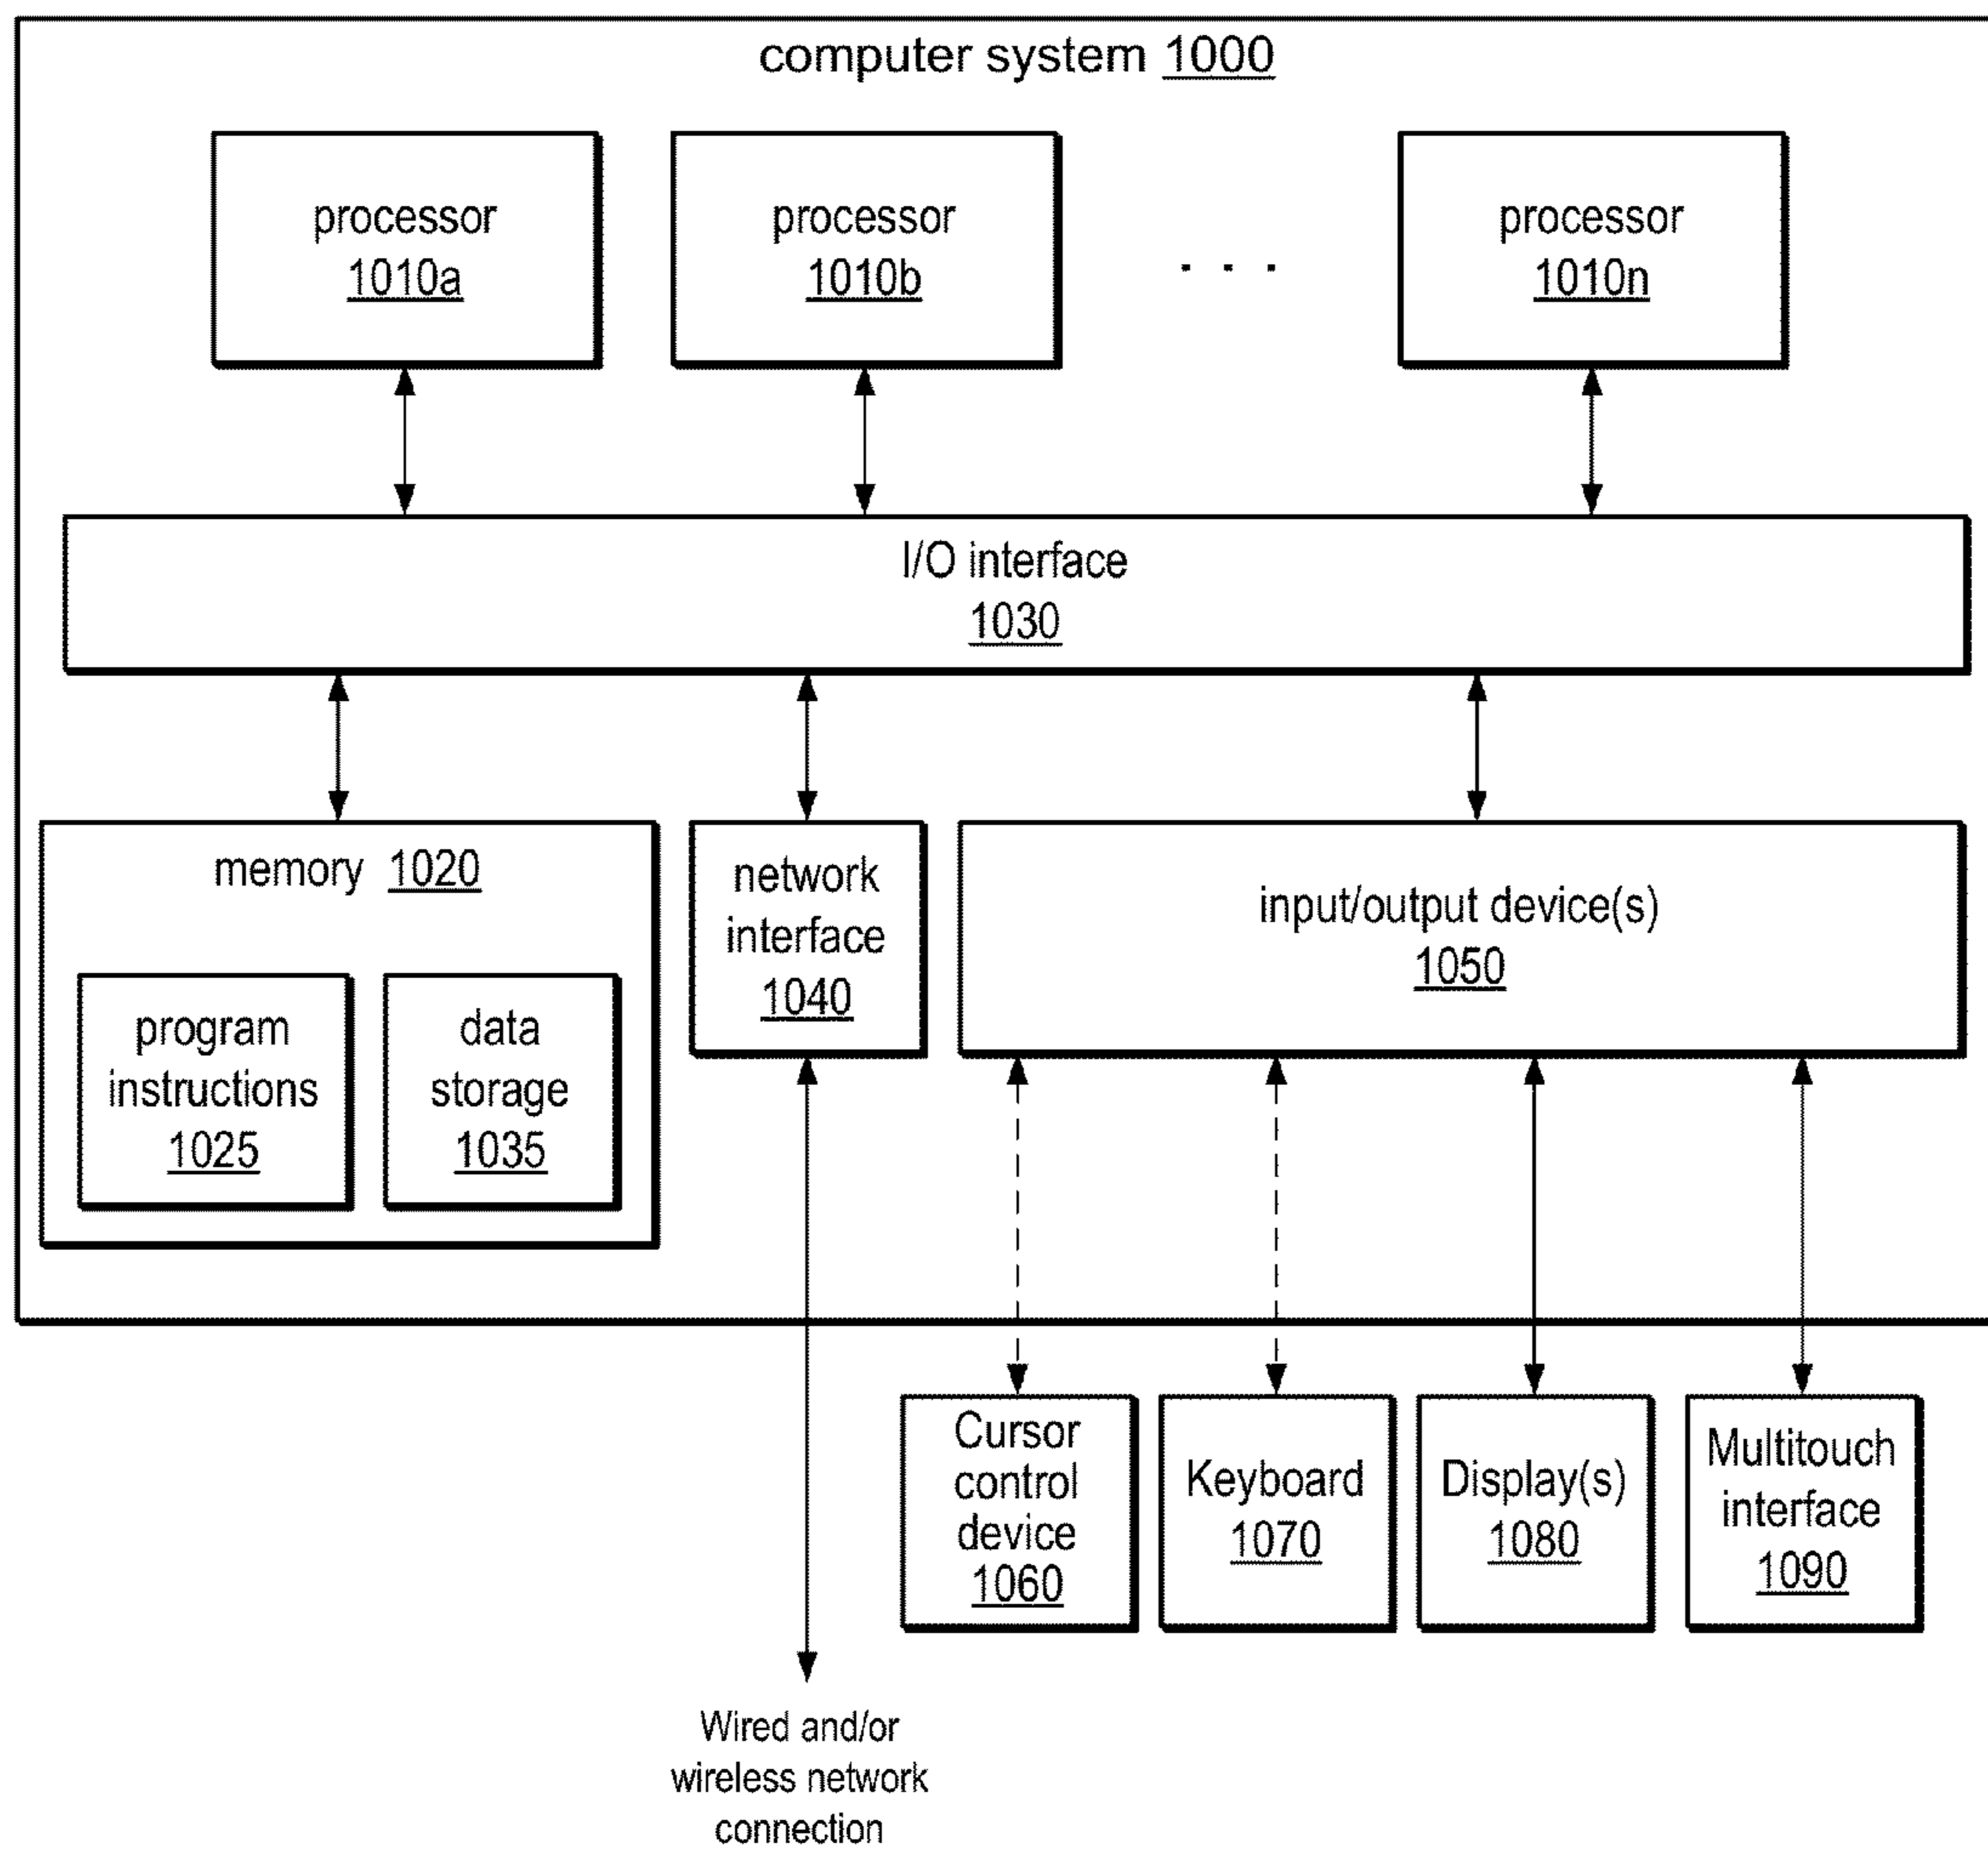 computer system 1000
processor
1010a
processor
1010b
. . .
processor
1010n
I/O interface
1030
memory 1020
program
instructions
1025
data
storage
1035
network
interface
1040
input/output device(s)
1050
Cursor
control
device
1060
Keyboard
1070
Display(s)
1080
Multitouch
interface
1090
Wired and/or
wireless network
connection